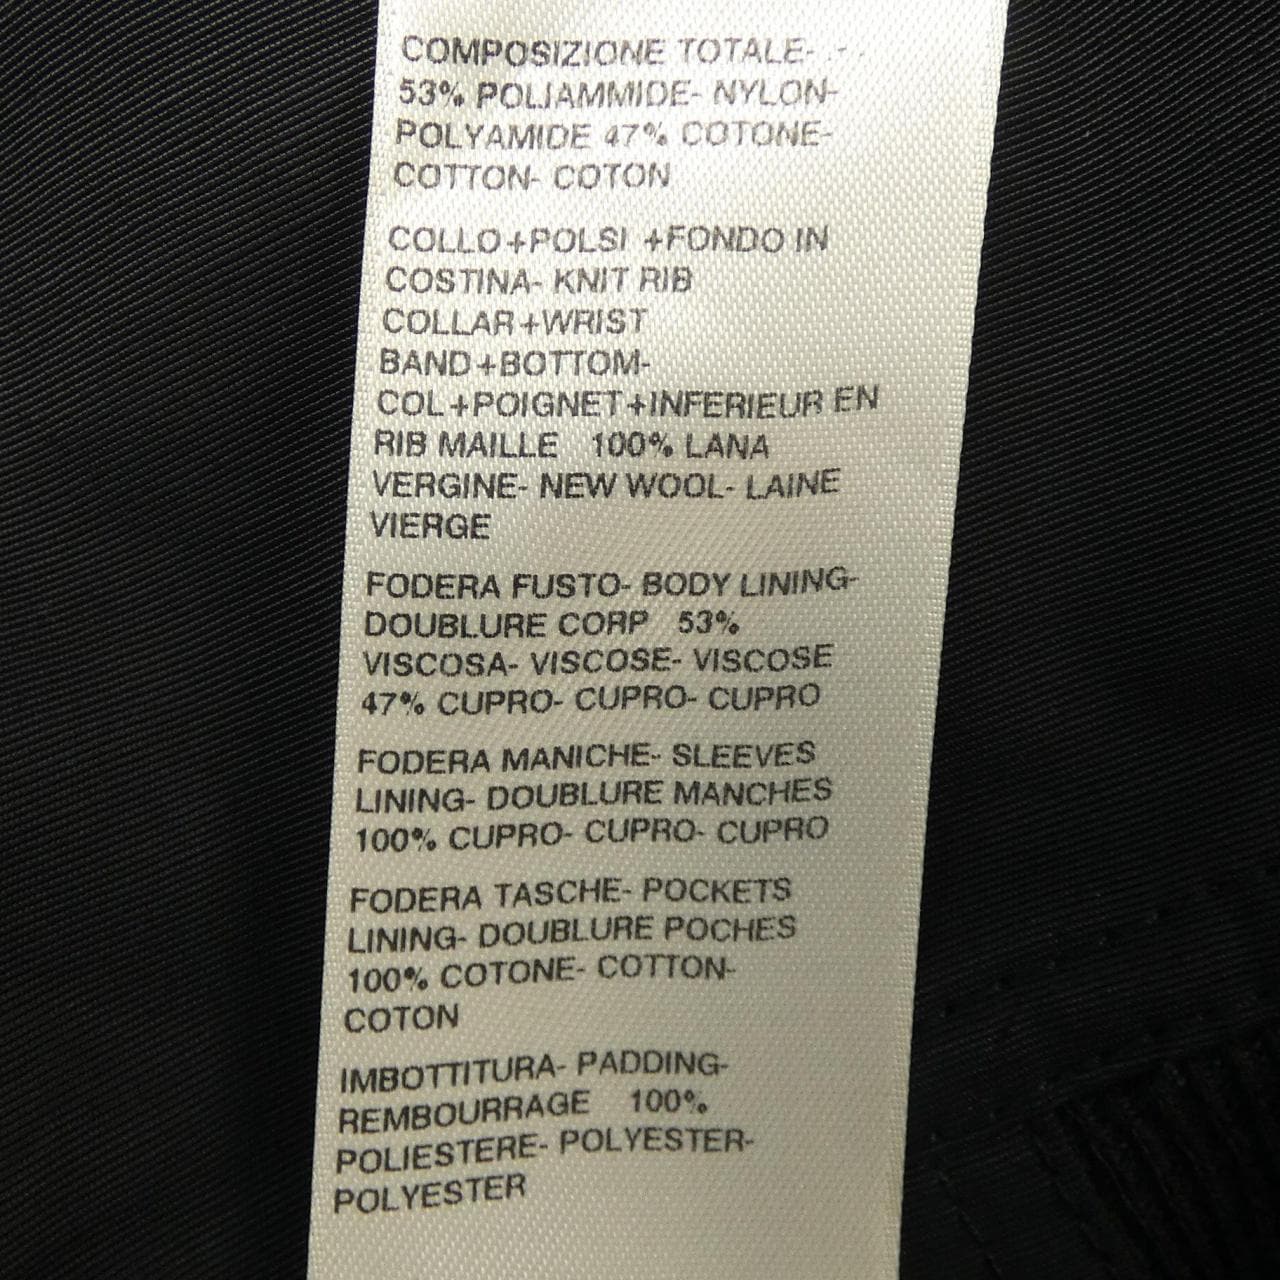 COMPOSIZIONE TOTALE-
53% POLIAMMIDE- NYLON-
POLYAMIDE 47% COTONE-
COTTON- COTON
COLLO+POLSI +FONDO IN
COSTINA- KNIT RIB
COLLAR+WRIST
BAND+BOTTOM-
COL+POIGNET+INFERIEUR EN
RIB MAILLE 100% LANA
VERGINE- NEW WOOL- LAINE
VIERGE
FODERA FUSTO- BODY LINING-
DOUBLURE CORP 53%
VISCOSA- VISCOSE- VISCOSE
47% CUPRO- CUPRO- CUPRO
FODERA MANICHE- SLEEVES
LINING- DOUBLURE MANCHES
100% CUPRO- CUPRO- CUPRO
FODERA TASCHE- POCKETS
LINING- DOUBLURE POCHES
100% COTONE- COTTON-
COTON
IMBOTTITURA- PADDING-
REMBOURRAGE 100%
POLIESTERE- POLYESTER-
POLYESTER